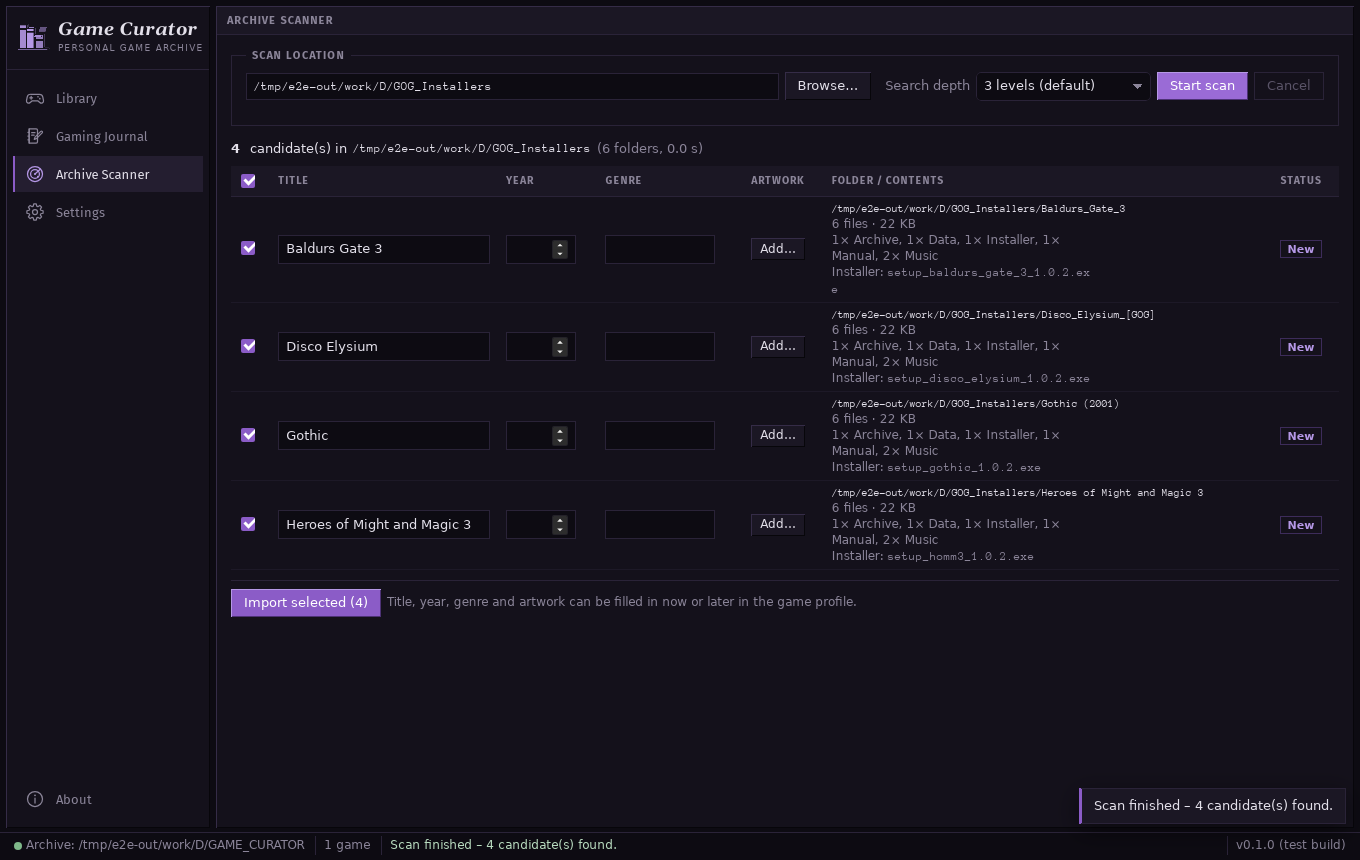 Game Curator
PERSONAL GAME ARCHIVE
Library
Gaming Journal
Archive Scanner
Settings
About
ARCHIVE SCANNER
SCAN LOCATION
/tmp/e2e-out/work/D/GOG_Installers
Browse...
Search depth
3 levels (default)
Start scan
Cancel
4 candidate(s) in /tmp/e2e-out/work/D/GOG_Installers (6 folders, 0.0 s)
TITLE YEAR GENRE ARTWORK FOLDER / CONTENTS STATUS
Baldurs Gate 3
Add...
/tmp/e2e-out/work/D/GOG_Installers/Baldurs_Gate_3
6 files · 22 KB
1× Archive, 1× Data, 1× Installer, 1×
Manual, 2× Music
Installer: setup_baldurs_gate_3_1.0.2.ex
e
New
Disco Elysium
Add...
/tmp/e2e-out/work/D/GOG_Installers/Disco_Elysium_[GOG]
6 files · 22 KB
1× Archive, 1× Data, 1× Installer, 1×
Manual, 2× Music
Installer: setup_disco_elysium_1.0.2.exe
New
Gothic
Add...
/tmp/e2e-out/work/D/GOG_Installers/Gothic (2001)
6 files · 22 KB
1× Archive, 1× Data, 1× Installer, 1×
Manual, 2× Music
Installer: setup_gothic_1.0.2.exe
New
Heroes of Might and Magic 3
Add...
/tmp/e2e-out/work/D/GOG_Installers/Heroes of Might and Magic 3
6 files · 22 KB
1× Archive, 1× Data, 1× Installer, 1×
Manual, 2× Music
Installer: setup_homm3_1.0.2.exe
New
Import selected (4)
Title, year, genre and artwork can be filled in now or later in the game profile.
Scan finished – 4 candidate(s) found.
Archive: /tmp/e2e-out/work/D/GAME_CURATOR
1 game
Scan finished – 4 candidate(s) found.
v0.1.0 (test build)